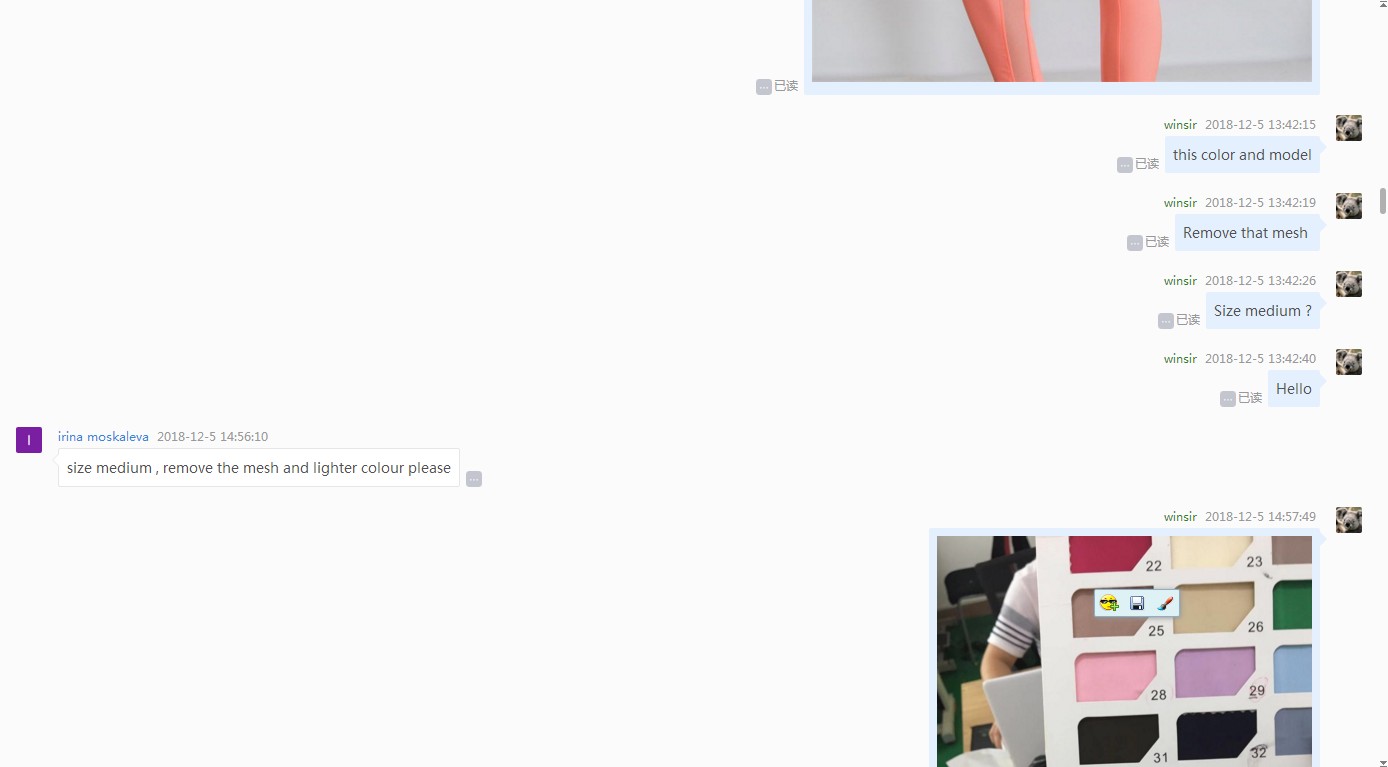 已读
winsir 2018-12-5 13:42:15
this color and model
已读
winsir 2018-12-5 13:42:19
Remove that mesh
已读
winsir 2018-12-5 13:42:26
Size medium ?
已读
winsir 2018-12-5 13:42:40
Hello
已读
I
irina moskaleva 2018-12-5 14:56:10
size medium , remove the mesh and lighter colour please
winsir 2018-12-5 14:57:49
22 23
25 26
28 29
31 32